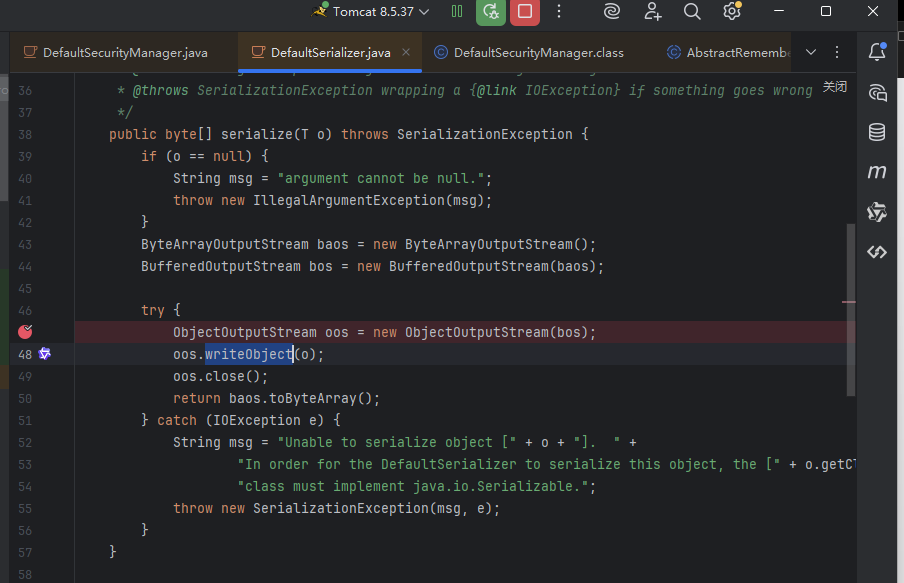 Tomcat 8.5.37
DefaultSecurityManager.java
DefaultSerializer.java
DefaultSecurityManager.class
AbstractRememb
36 * @throws SerializationException wrapping a {@link IOException} if something goes wrong
关闭
37 */
38 public byte[] serialize(T o) throws SerializationException {
39 if (o == null) {
40 String msg = "argument cannot be null.";
41 throw new IllegalArgumentException(msg);
42 }
43 ByteArrayOutputStream baos = new ByteArrayOutputStream();
44 BufferedOutputStream bos = new BufferedOutputStream(baos);
45
46 try {
ObjectOutputStream oos = new ObjectOutputStream(bos);
48 oos.writeObject(o);
49 oos.close();
50 return baos.toByteArray();
51 } catch (IOException e) {
52 String msg = "Unable to serialize object [" + o + "].  " +
53 "In order for the DefaultSerializer to serialize this object, the [" + o.getCl
54 "class must implement java.io.Serializable.";
55 throw new SerializationException(msg, e);
56 }
57 }
58
m